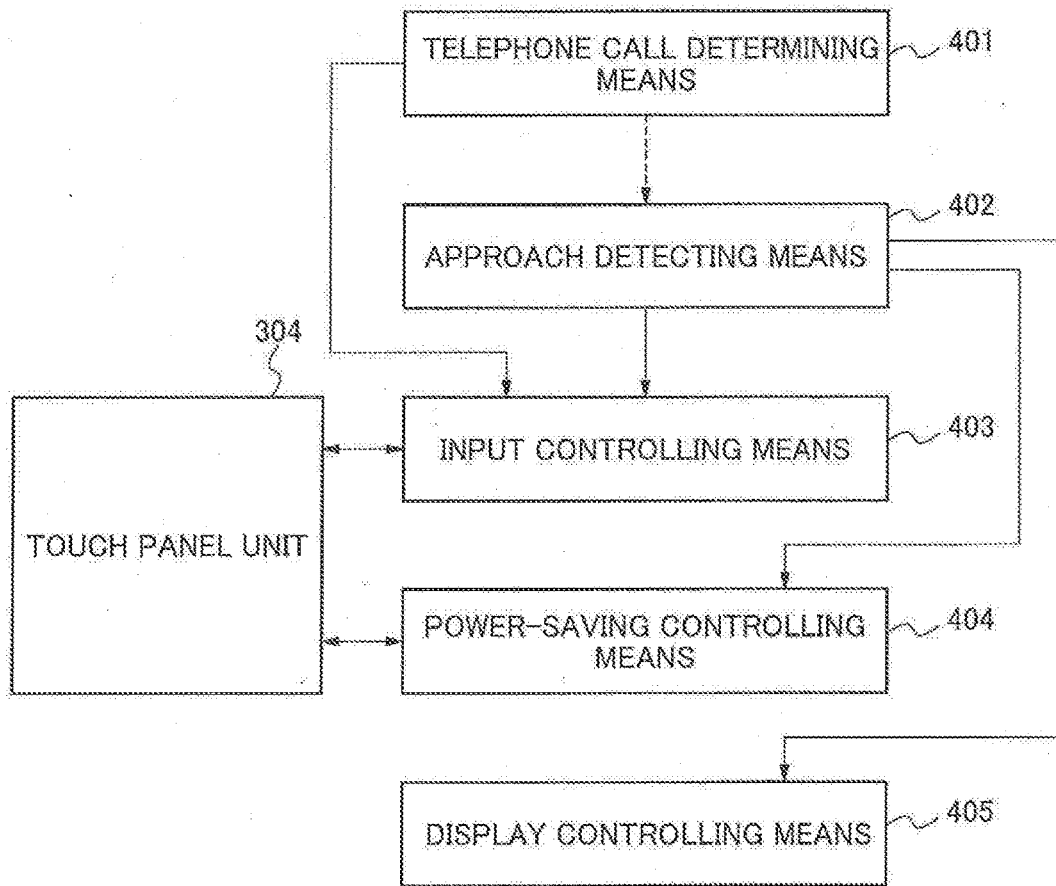 TELEPHONE CALL DETERMINING
MEANS
401
402
APPROACH DETECTING MEANS
304
INPUT CONTROLLING MEANS
403
TOUCH PANEL UNIT
POWER-SAVING CONTROLLING
MEANS
404
DISPLAY CONTROLLING MEANS
405